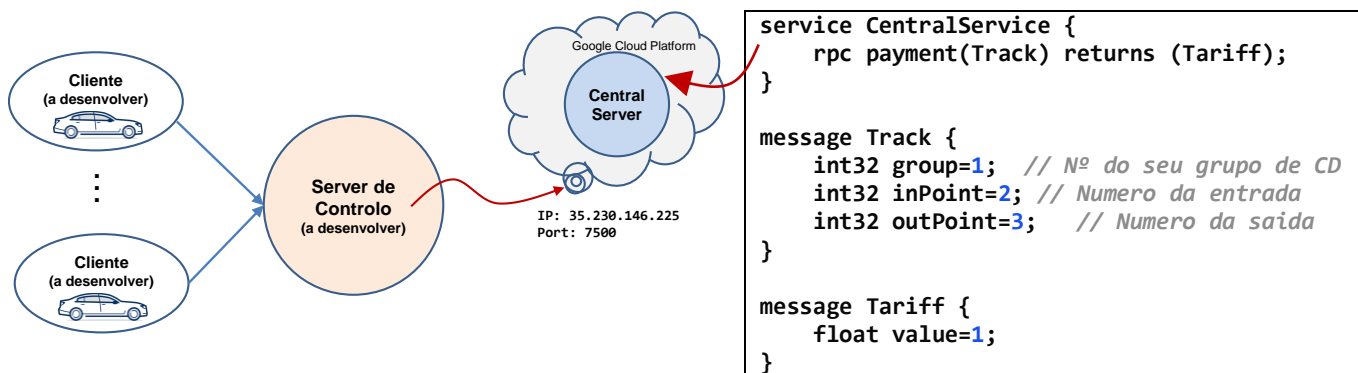 Cliente
(a desenvolver)
⋮
Cliente
(a desenvolver)
Server de
Controlo
(a desenvolver)
Google Cloud Platform
Central
Server
IP: 35.230.146.225
Port: 7500
service CentralService {
    rpc payment(Track) returns (Tariff);
}
message Track {
    int32 group=1;  // Nº do seu grupo de CD
    int32 inPoint=2; // Numero da entrada
    int32 outPoint=3;   // Numero da saida
}
message Tariff {
    float value=1;
}